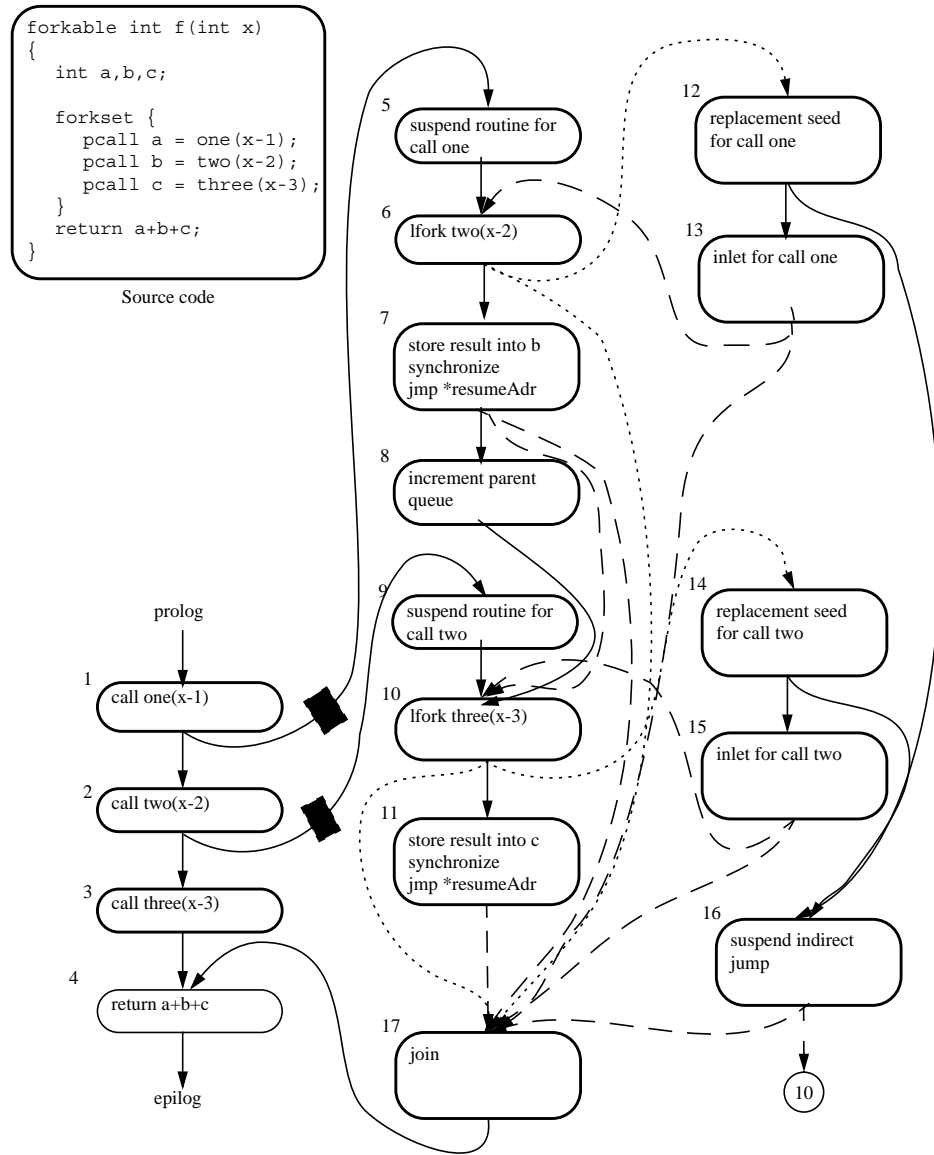 forkable int f(int x)
{
int a,b,c;
forkset {
pcall a = one(x-1);
pcall b = two(x-2);
pcall c = three(x-3);
}
return a+b+c;
}
Source code
prolog
1
call one(x-1)
2
call two(x-2)
3
call three(x-3)
4
return a+b+c
epilog
5
suspend routine for
call one
6
lfork two(x-2)
7
store result into b
synchronize
jmp *resumeAdr
8
increment parent
queue
9
suspend routine for
call two
10
lfork three(x-3)
11
store result into c
synchronize
jmp *resumeAdr
17
join
12
replacement seed
for call one
13
inlet for call one
14
replacement seed
for call two
15
inlet for call two
16
suspend indirect
jump
10